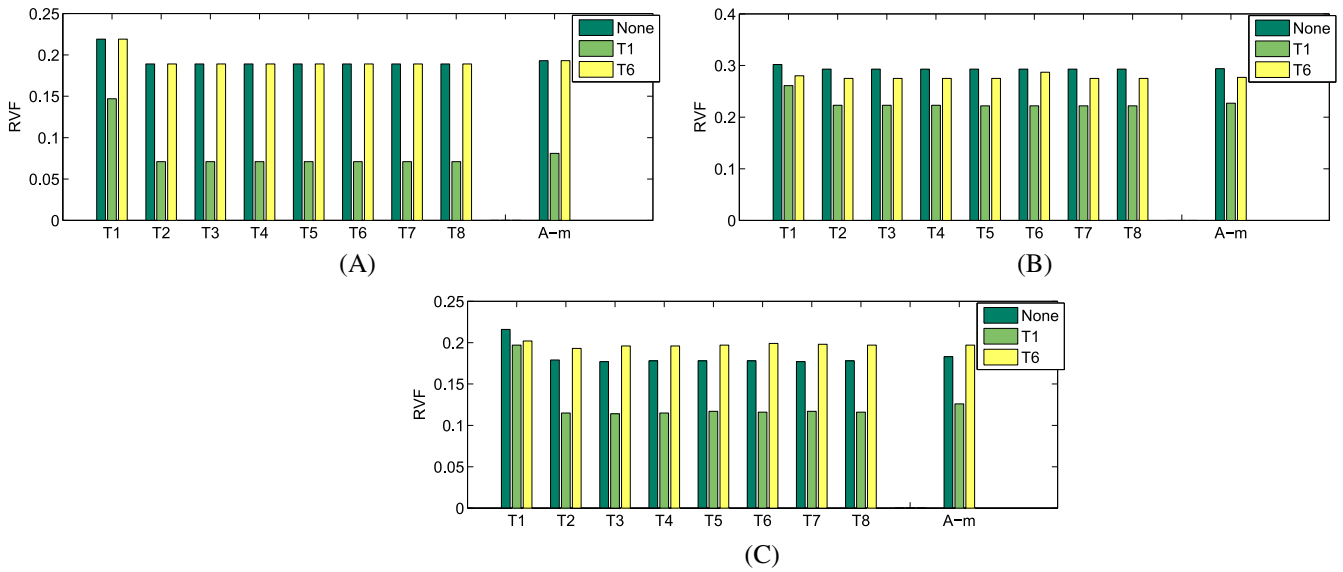 0.25
0.2
0.15
0.1
0.05
0
RVF
None
T1
T6
T1 T2 T3 T4 T5 T6 T7 T8 A−m
(A)
0.4
0.3
0.2
0.1
0
RVF
None
T1
T6
T1 T2 T3 T4 T5 T6 T7 T8 A−m
(B)
0.25
0.2
0.15
0.1
0.05
0
RVF
None
T1
T6
T1 T2 T3 T4 T5 T6 T7 T8 A−m
(C)